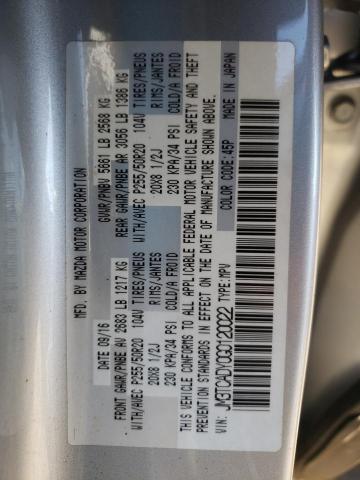 MFD. BY MAZDA MOTOR CORPORATION
DATE 09/16 GVWR/PNBV 5661 LB 2568 KG
FRONT GAWR/PNBE AV 2683 LB 1217 KG REAR GAWR/PNBE AR 3056 LB 1386 KG
WITH/AVEC P255/50R20 104V TIRES/PNEUS WITH/AVEC P255/50R20 104V TIRES/PNEUS
20X8 1/2J RIMS/JANTES 20X8 1/2J RIMS/JANTES
230 KPA/34 PSI COLD/A FROID 230 KPA/34 PSI COLD/A FROID
THIS VEHICLE CONFORMS TO ALL APPLICABLE FEDERAL MOTOR VEHICLE SAFETY AND THEFT
PREVENTION STANDARDS IN EFFECT ON THE DATE OF MANUFACTURE SHOWN ABOVE.
VIN: TYPE:MPV COLOR CODE:45P MADE IN JAPAN